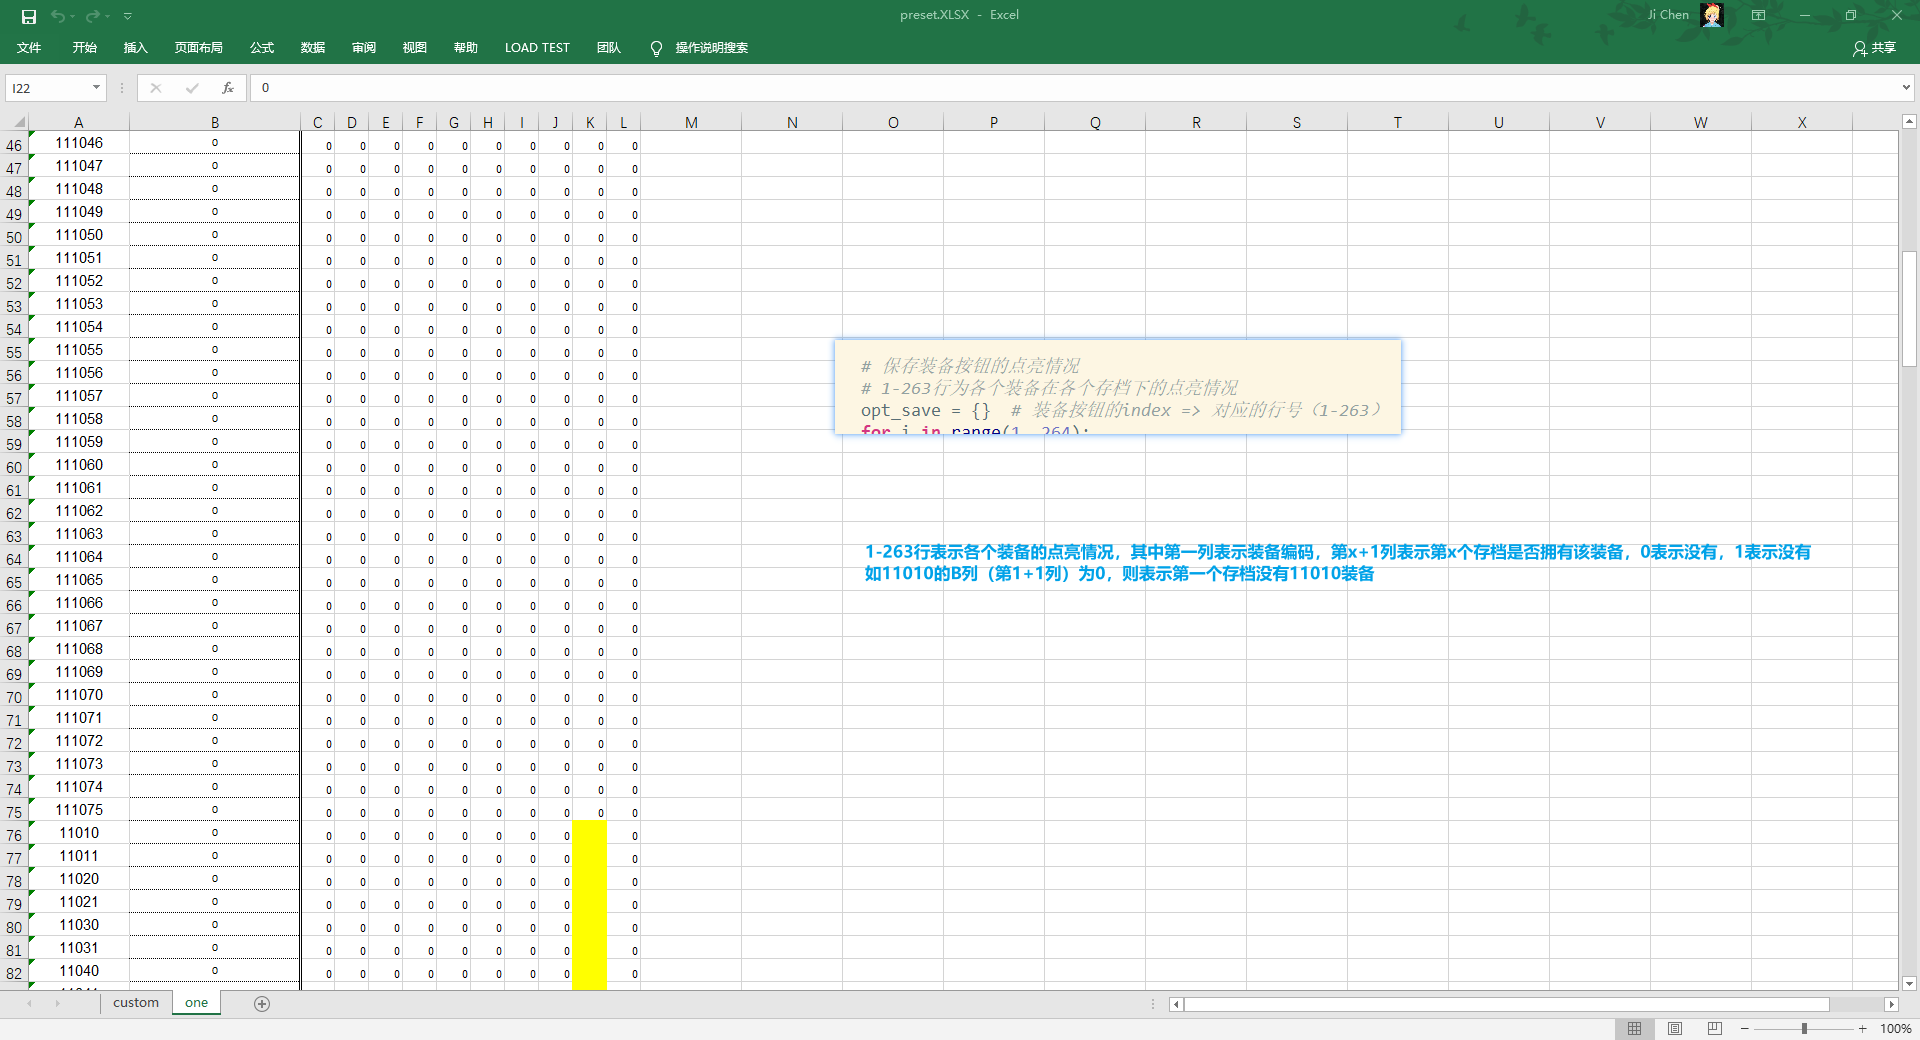 preset.XLSX - Excel
Ji Chen
文件 开始 插入 页面布局 公式 数据 审阅 视图 帮助 LOAD TEST 团队 操作说明搜索 共享
I22 fx 0
A B C D E F G H I J K L M N O P Q R S T U V W X
46 111046 0 0 0 0 0 0 0 0 0 0 0
47 111047 0 0 0 0 0 0 0 0 0 0 0
48 111048 0 0 0 0 0 0 0 0 0 0 0
49 111049 0 0 0 0 0 0 0 0 0 0 0
50 111050 0 0 0 0 0 0 0 0 0 0 0
51 111051 0 0 0 0 0 0 0 0 0 0 0
52 111052 0 0 0 0 0 0 0 0 0 0 0
53 111053 0 0 0 0 0 0 0 0 0 0 0
54 111054 0 0 0 0 0 0 0 0 0 0 0
55 111055 0 0 0 0 0 0 0 0 0 0 0
56 111056 0 0 0 0 0 0 0 0 0 0 0
57 111057 0 0 0 0 0 0 0 0 0 0 0
58 111058 0 0 0 0 0 0 0 0 0 0 0
59 111059 0 0 0 0 0 0 0 0 0 0 0
60 111060 0 0 0 0 0 0 0 0 0 0 0
61 111061 0 0 0 0 0 0 0 0 0 0 0
62 111062 0 0 0 0 0 0 0 0 0 0 0
63 111063 0 0 0 0 0 0 0 0 0 0 0
64 111064 0 0 0 0 0 0 0 0 0 0 0
65 111065 0 0 0 0 0 0 0 0 0 0 0
66 111066 0 0 0 0 0 0 0 0 0 0 0
67 111067 0 0 0 0 0 0 0 0 0 0 0
68 111068 0 0 0 0 0 0 0 0 0 0 0
69 111069 0 0 0 0 0 0 0 0 0 0 0
70 111070 0 0 0 0 0 0 0 0 0 0 0
71 111071 0 0 0 0 0 0 0 0 0 0 0
72 111072 0 0 0 0 0 0 0 0 0 0 0
73 111073 0 0 0 0 0 0 0 0 0 0 0
74 111074 0 0 0 0 0 0 0 0 0 0 0
75 111075 0 0 0 0 0 0 0 0 0 0 0
76 11010 0 0 0 0 0 0 0 0 0 0
77 11011 0 0 0 0 0 0 0 0 0 0
78 11020 0 0 0 0 0 0 0 0 0 0
79 11021 0 0 0 0 0 0 0 0 0 0
80 11030 0 0 0 0 0 0 0 0 0 0
81 11031 0 0 0 0 0 0 0 0 0 0
82 11040 0 0 0 0 0 0 0 0 0 0
# 保存装备按钮的点亮情况
# 1-263行为各个装备在各个存档下的点亮情况
opt_save = {} # 装备按钮的index => 对应的行号（1-263）
for i in range(1, 264):
1-263行表示各个装备的点亮情况，其中第一列表示装备编码，第x+1列表示第x个存档是否拥有该装备，0表示没有，1表示没有
如11010的B列（第1+1列）为0，则表示第一个存档没有11010装备
custom one
100%